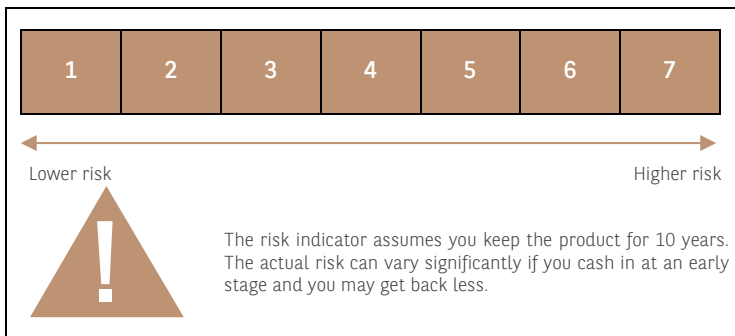 1 2 3 4 5 6 7
Lower risk Higher risk
!
The risk indicator assumes you keep the product for 10 years.
The actual risk can vary significantly if you cash in at an early
stage and you may get back less.